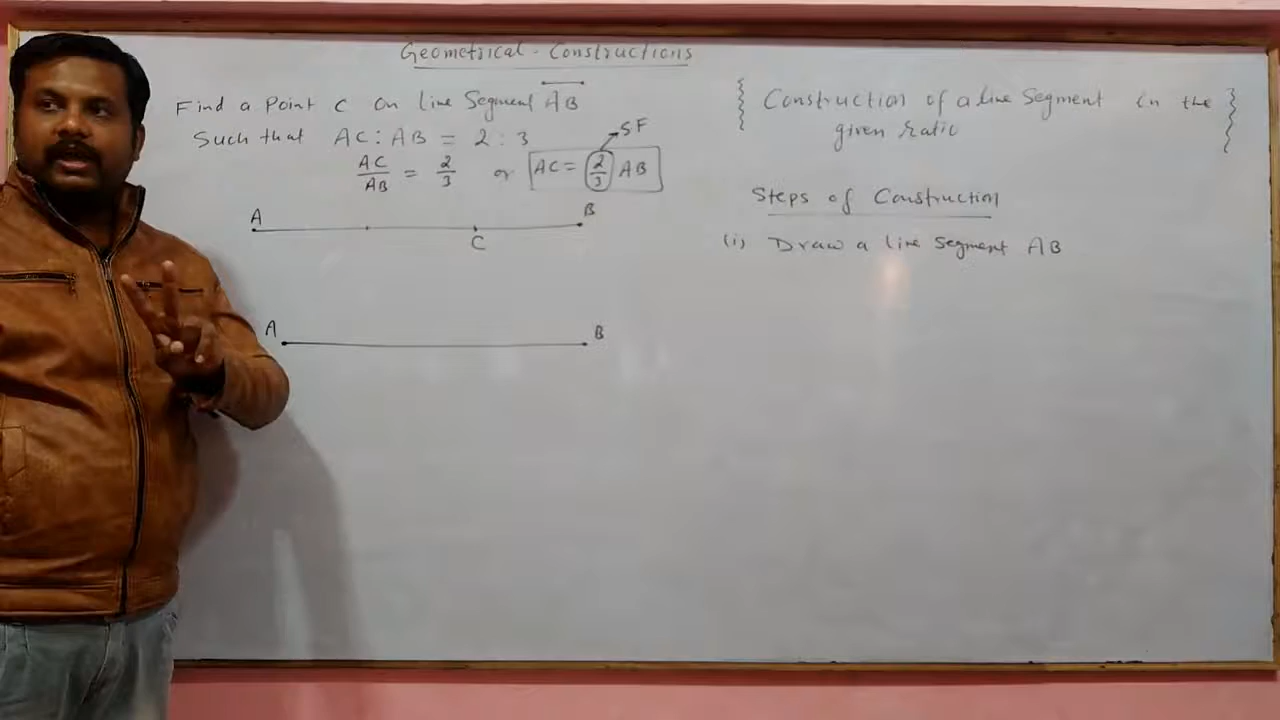 Geometrical - Constructions
Find a Point C on line Segment AB
Such that AC : AB = 2 : 3
SF
AC/AB = 2/3 or AC = 2/3 AB
A B
C
A B
{ Construction of a line Segment in the }
given ratio
Steps of Construction
(i) Draw a line Segment AB